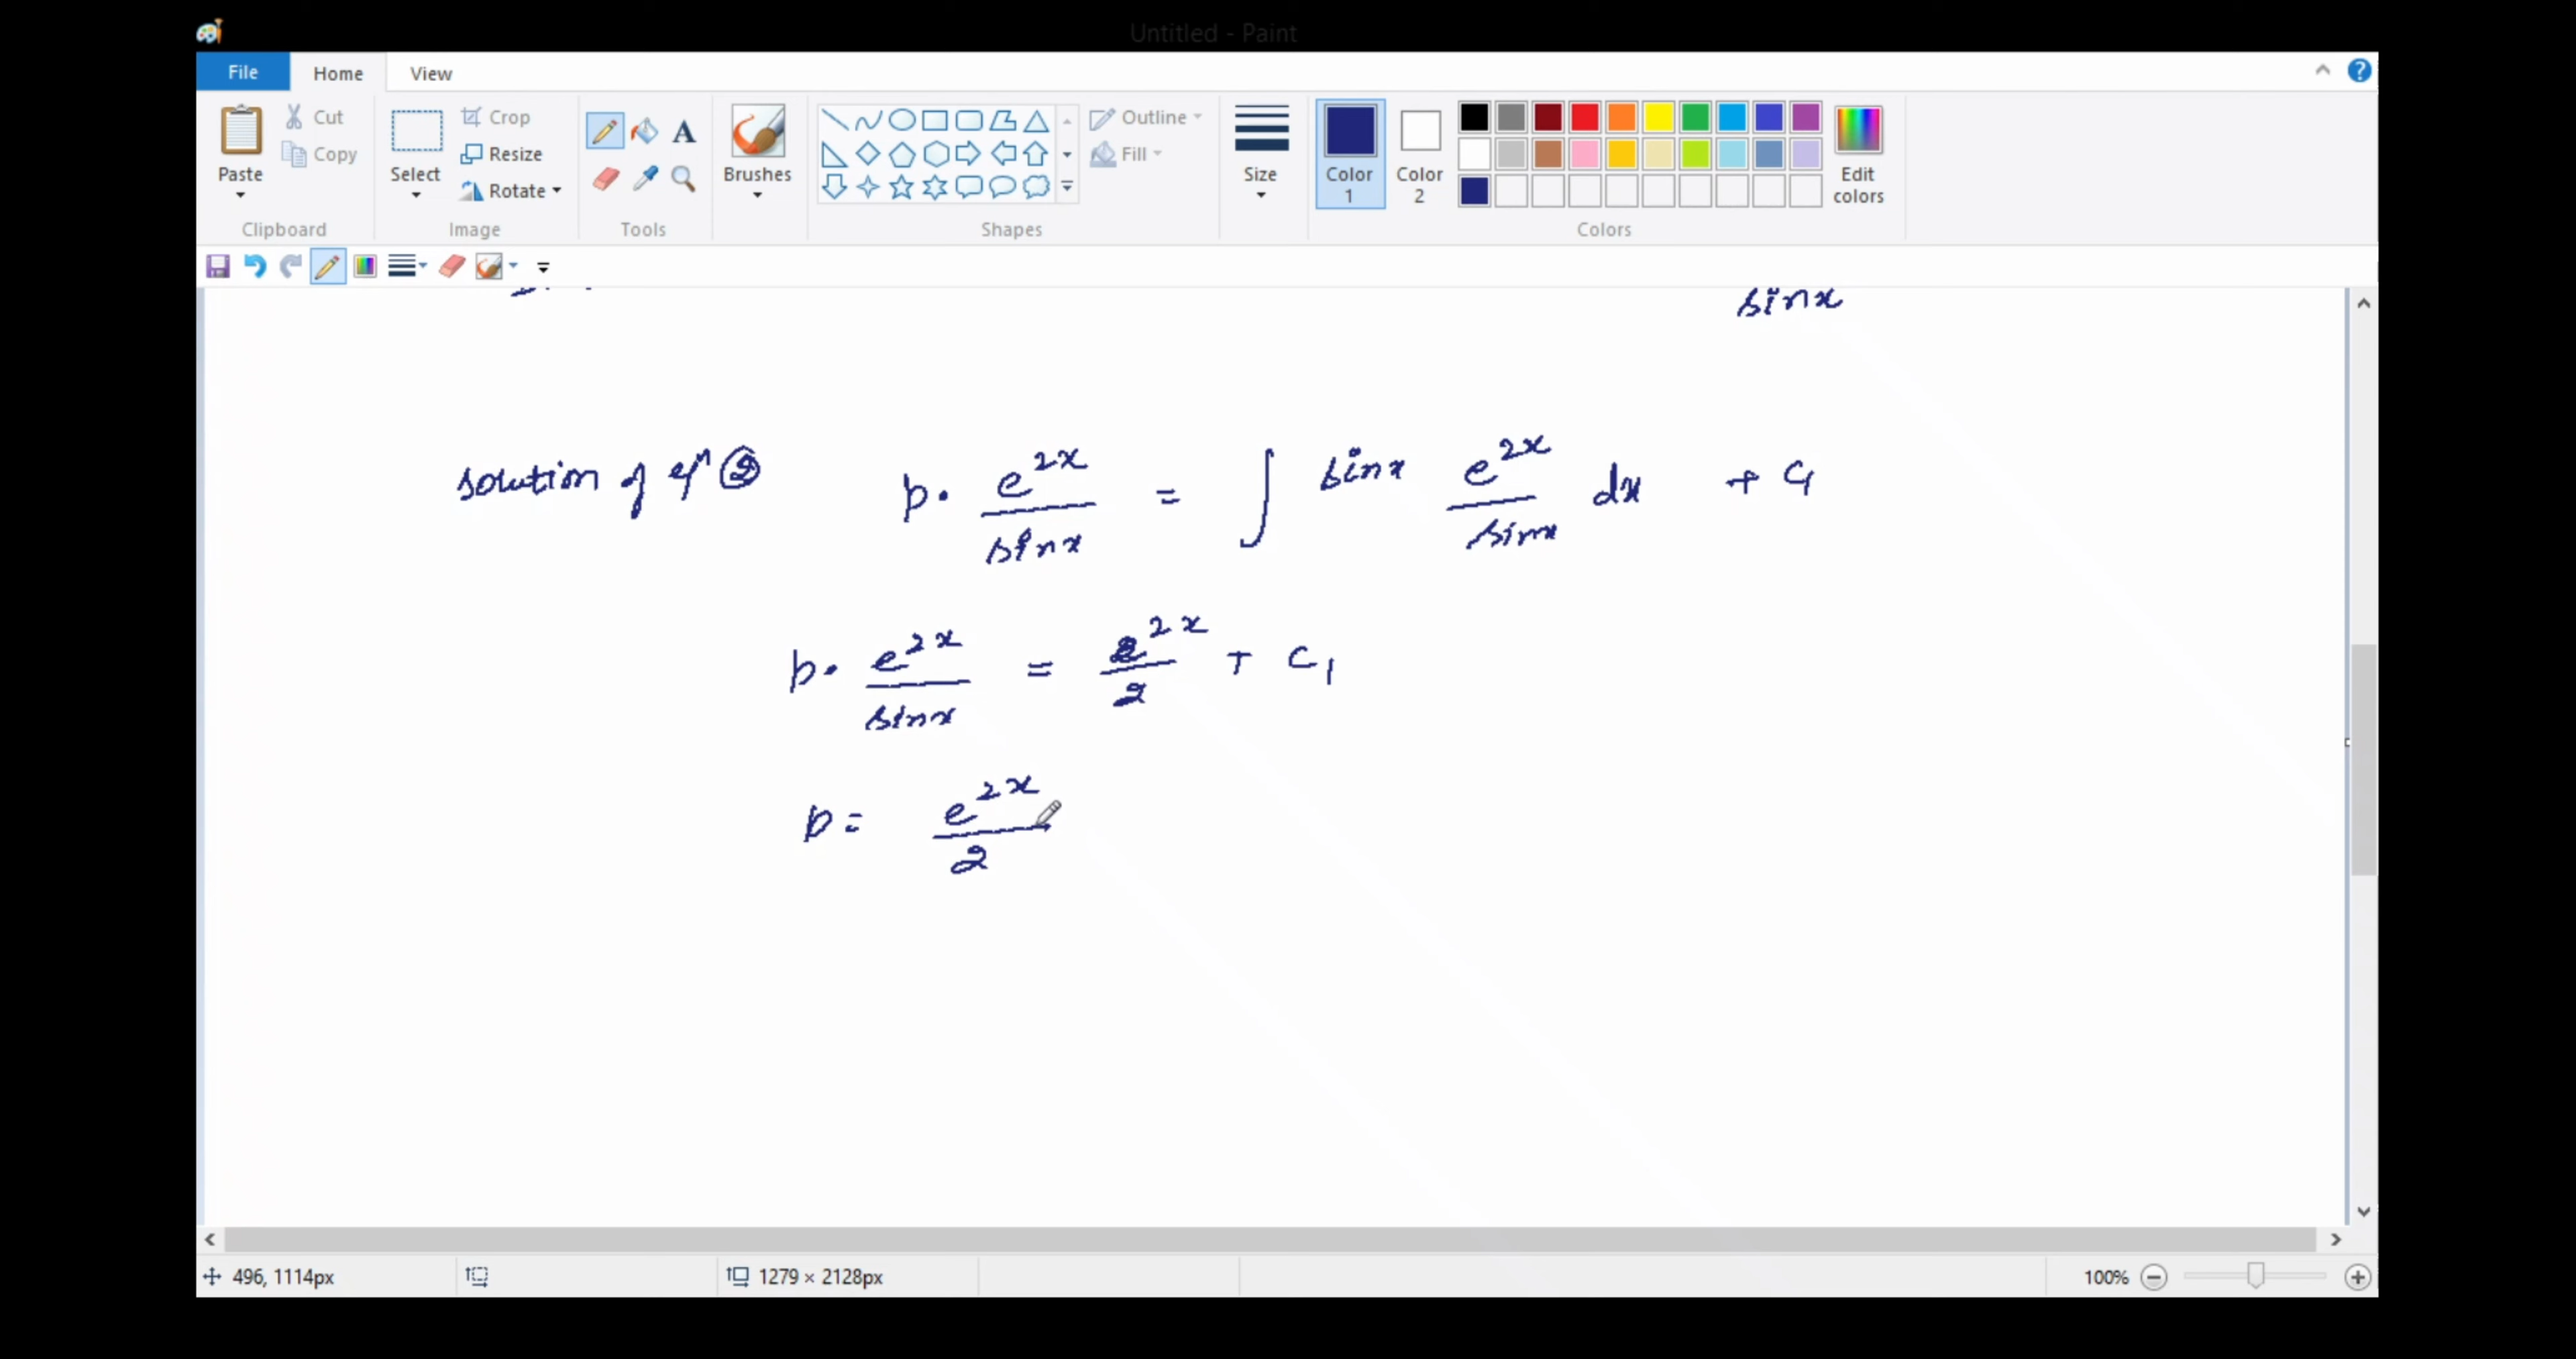 Untitled - Paint
File Home View
Paste Cut Copy Clipboard
Select Crop Resize Rotate Image
A Tools
Brushes
Shapes Outline Fill
Size
Color 1 Color 2 Edit colors Colors
sinx
solution of eqⁿ ② p · e^{2x}/sinx = ∫ sinx e^{2x}/sinx dx + C₁
p · e^{2x}/sinx = e^{2x}/2 + C₁
p = e^{2x}/2
496, 1114px 1279 × 2128px 100%